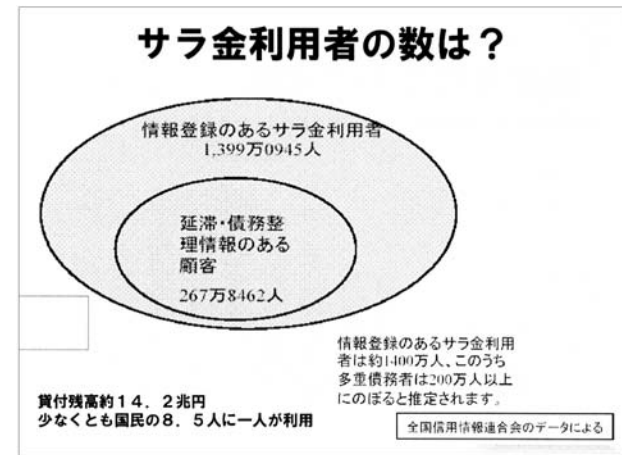 サラ金利用者の数は？
情報登録のあるサラ金利用者
1,399万0945人
延滞・債務整
理情報のある
顧客
267万8462人
情報登録のあるサラ金利用
者は約1400万人、このうち
多重債務者は200万人以上
にのぼると推定されます。
貸付残高約１４．２兆円
少なくとも国民の８．５人に一人が利用
全国信用情報連合会のデータによる